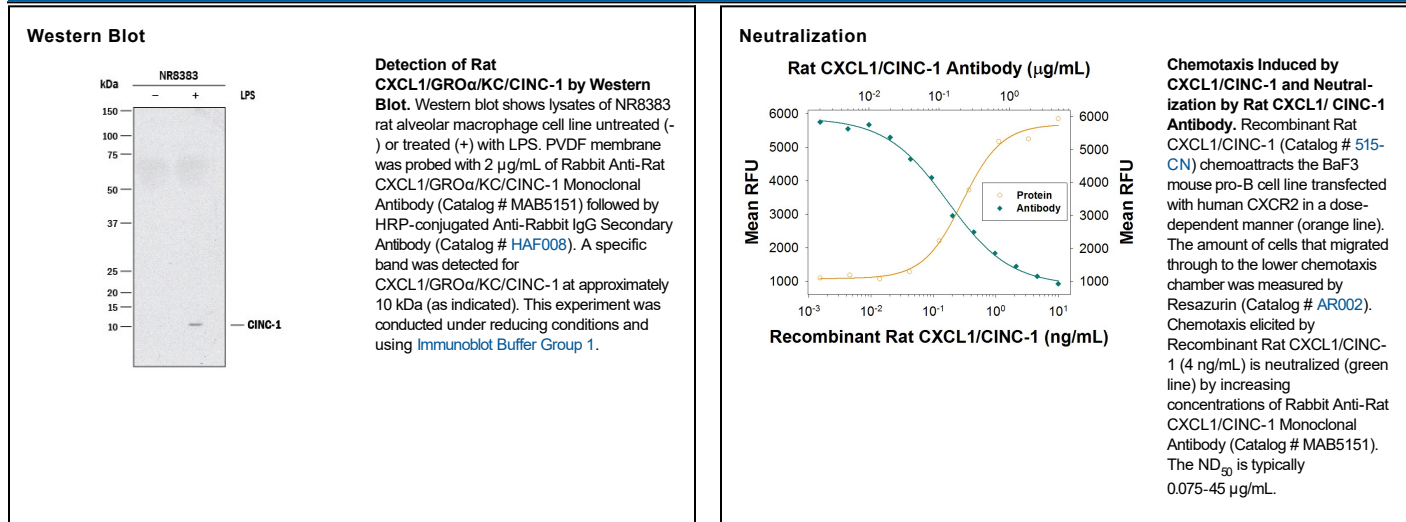 Western Blot
NR8383
kDa
– + LPS
150
100
75
50
37
25
20
15
10
CINC-1
Detection of Rat
CXCL1/GROα/KC/CINC-1 by Western
Blot. Western blot shows lysates of NR8383
rat alveolar macrophage cell line untreated (-
) or treated (+) with LPS. PVDF membrane
was probed with 2 µg/mL of Rabbit Anti-Rat
CXCL1/GROα/KC/CINC-1 Monoclonal
Antibody (Catalog # MAB5151) followed by
HRP-conjugated Anti-Rabbit IgG Secondary
Antibody (Catalog # HAF008). A specific
band was detected for
CXCL1/GROα/KC/CINC-1 at approximately
10 kDa (as indicated). This experiment was
conducted under reducing conditions and
using Immunoblot Buffer Group 1.
Neutralization
Rat CXCL1/CINC-1 Antibody (µg/mL)
10⁻² 10⁻¹ 10⁰
Mean RFU
6000
5000
4000
3000
2000
1000
Protein
Antibody
6000
5000
4000
3000
2000
1000
Mean RFU
10⁻³ 10⁻² 10⁻¹ 10⁰ 10¹
Recombinant Rat CXCL1/CINC-1 (ng/mL)
Chemotaxis Induced by
CXCL1/CINC-1 and Neutral-
ization by Rat CXCL1/ CINC-1
Antibody. Recombinant Rat
CXCL1/CINC-1 (Catalog # 515-
CN) chemoattracts the BaF3
mouse pro-B cell line transfected
with human CXCR2 in a dose-
dependent manner (orange line).
The amount of cells that migrated
through to the lower chemotaxis
chamber was measured by
Resazurin (Catalog # AR002).
Chemotaxis elicited by
Recombinant Rat CXCL1/CINC-
1 (4 ng/mL) is neutralized (green
line) by increasing
concentrations of Rabbit Anti-Rat
CXCL1/CINC-1 Monoclonal
Antibody (Catalog # MAB5151).
The ND₅₀ is typically
0.075-45 µg/mL.